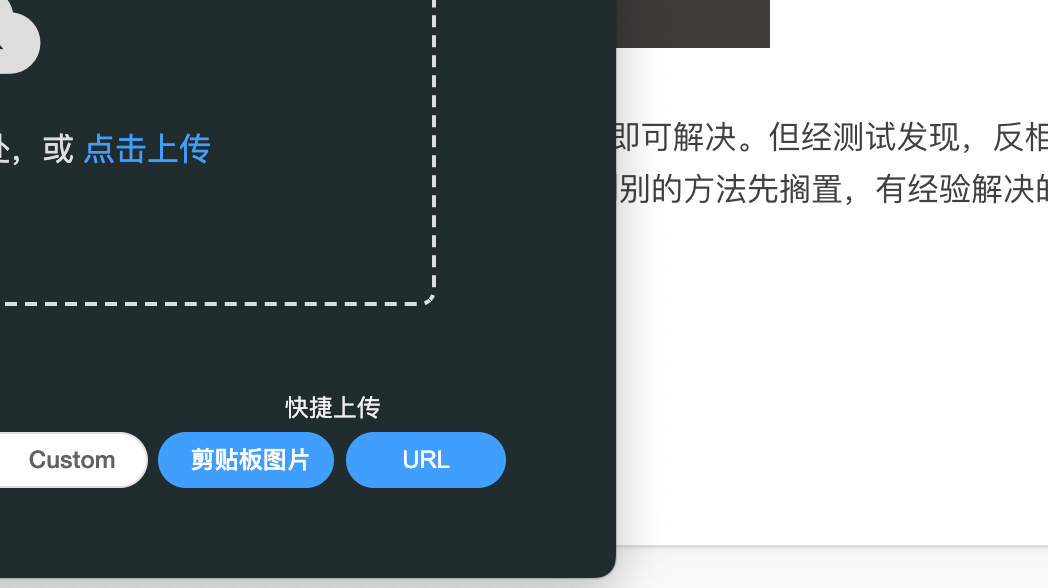 ，或 点击上传
即可解决。但经测试发现，反相
别的方法先搁置，有经验解决的
快捷上传
Custom
剪贴板图片
URL